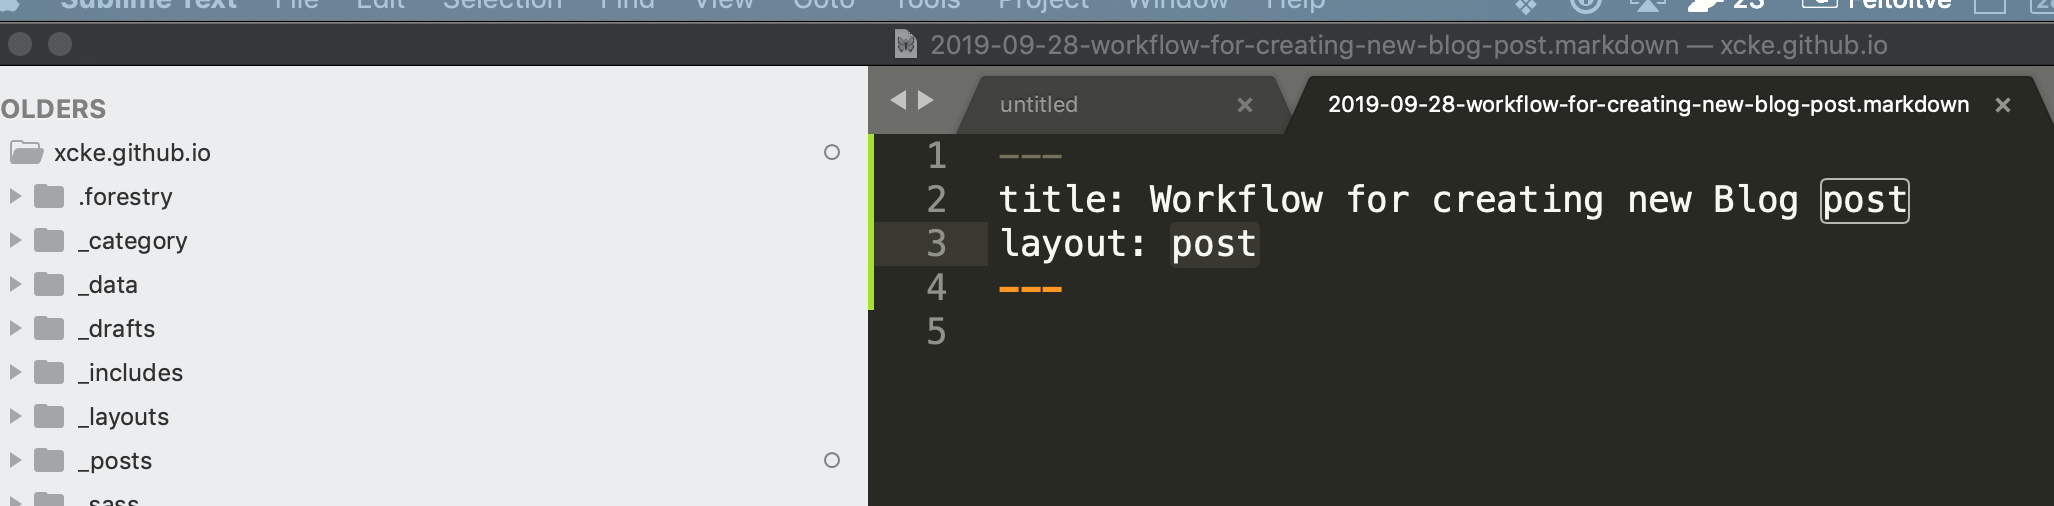 Sublime Text File Edit Selection Find View Goto Tools Project Window Help 23
2019-09-28-workflow-for-creating-new-blog-post.markdown — xcke.github.io
OLDERS
xcke.github.io
.forestry
_category
_data
_drafts
_includes
_layouts
_posts
_sass
untitled
2019-09-28-workflow-for-creating-new-blog-post.markdown
1 ---
2 title: Workflow for creating new Blog post
3 layout: post
4 ---
5